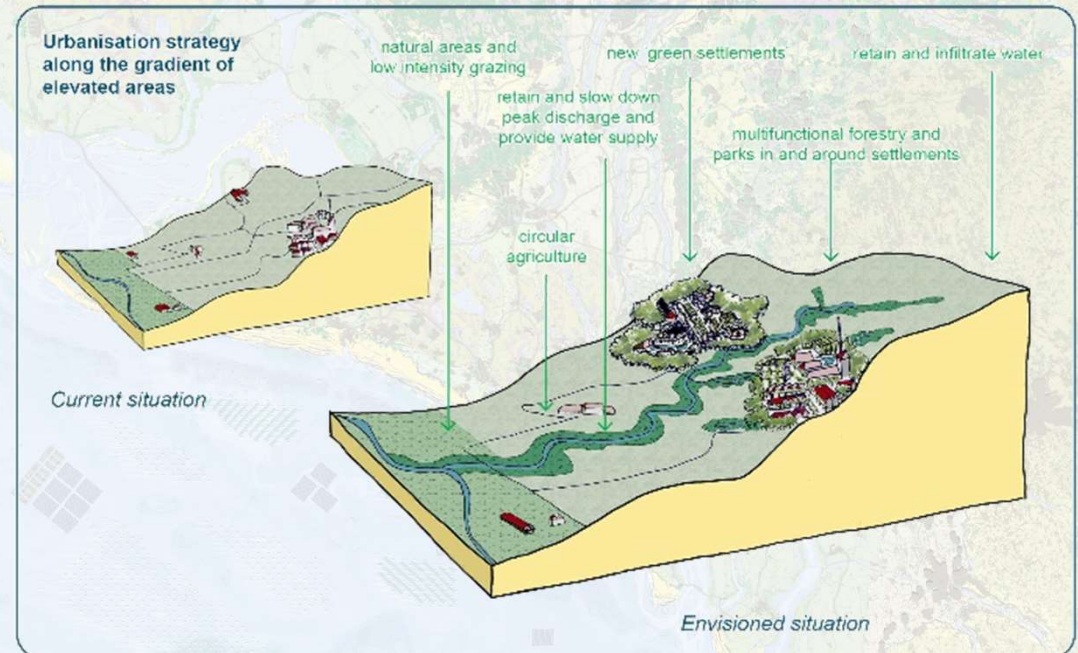 Urbanisation strategy
along the gradient of
elevated areas
natural areas and
low intensity grazing
new green settlements
retain and infiltrate water
retain and slow down
peak discharge and
provide water supply
multifunctional forestry and
parks in and around settlements
circular
agriculture
Current situation
Envisioned situation